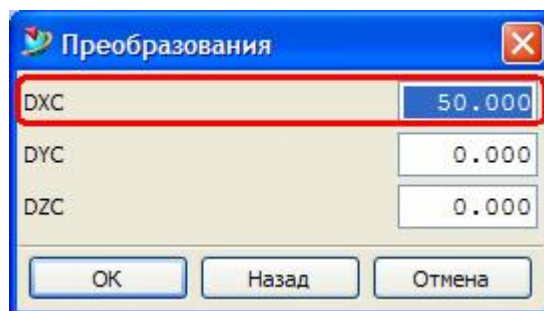 Преобразования
DXC 50.000
DYC 0.000
DZC 0.000
OK Назад Отмена